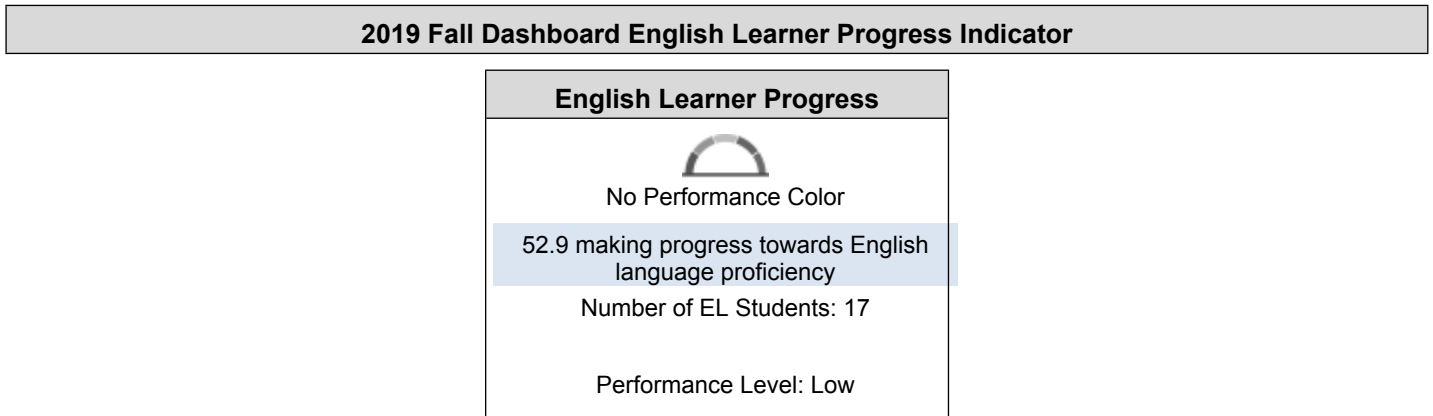 2019 Fall Dashboard English Learner Progress Indicator
English Learner Progress
No Performance Color
52.9 making progress towards English
language proficiency
Number of EL Students: 17
Performance Level: Low